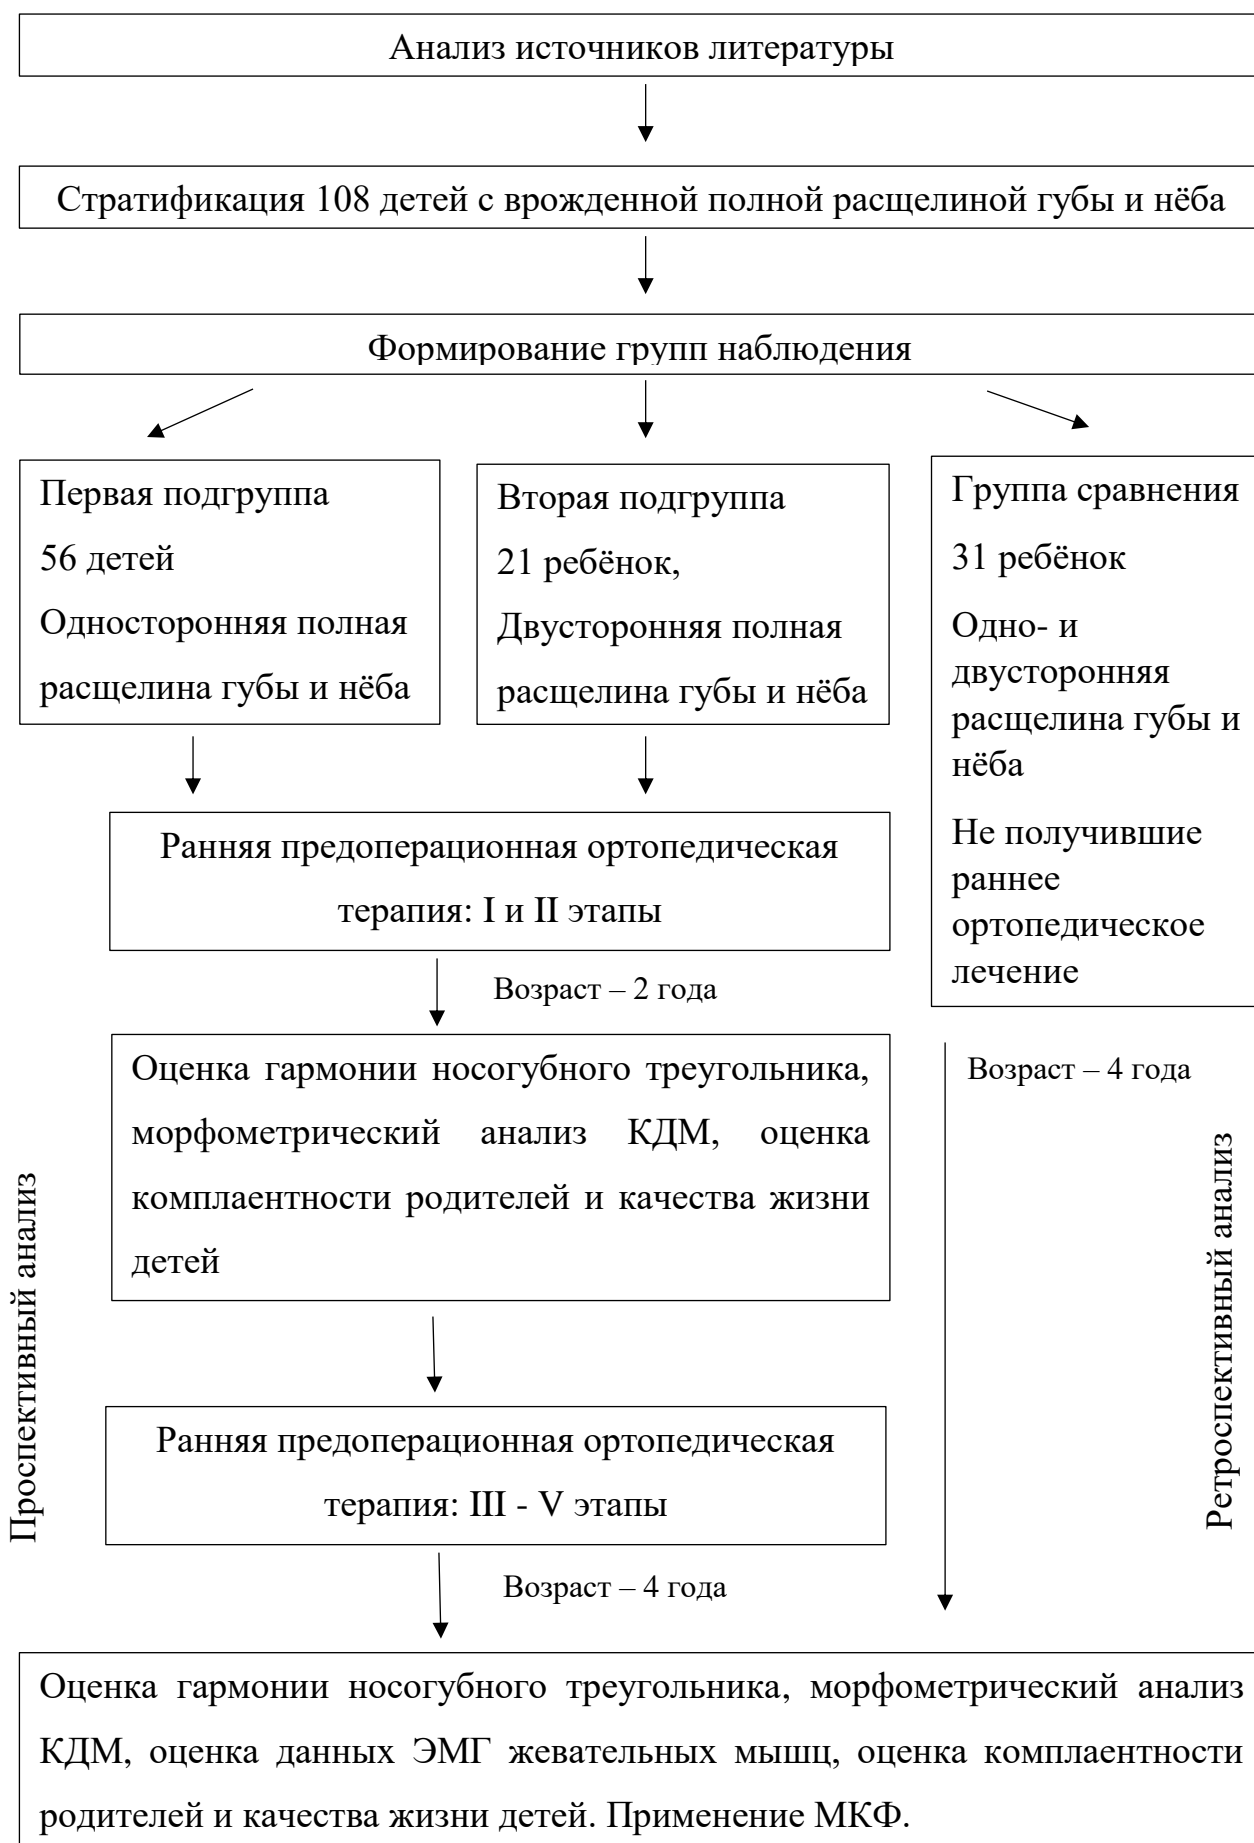 Анализ источников литературы
Стратификация 108 детей с врожденной полной расщелиной губы и нёба
Формирование групп наблюдения
Первая подгруппа
56 детей
Односторонняя полная
расщелина губы и нёба
Вторая подгруппа
21 ребёнок,
Двусторонняя полная
расщелина губы и нёба
Группа сравнения
31 ребёнок
Одно- и
двусторонняя
расщелина губы и
нёба
Не получившие
раннее
ортопедическое
лечение
Ранняя предоперационная ортопедическая
терапия: I и II этапы
Возраст – 2 года
Оценка гармонии носогубного треугольника,
морфометрический анализ КДМ, оценка
комплаентности родителей и качества жизни
детей
Возраст – 4 года
Проспективный анализ
Ретроспективный анализ
Ранняя предоперационная ортопедическая
терапия: III - V этапы
Возраст – 4 года
Оценка гармонии носогубного треугольника, морфометрический анализ
КДМ, оценка данных ЭМГ жевательных мышц, оценка комплаентности
родителей и качества жизни детей. Применение МКФ.